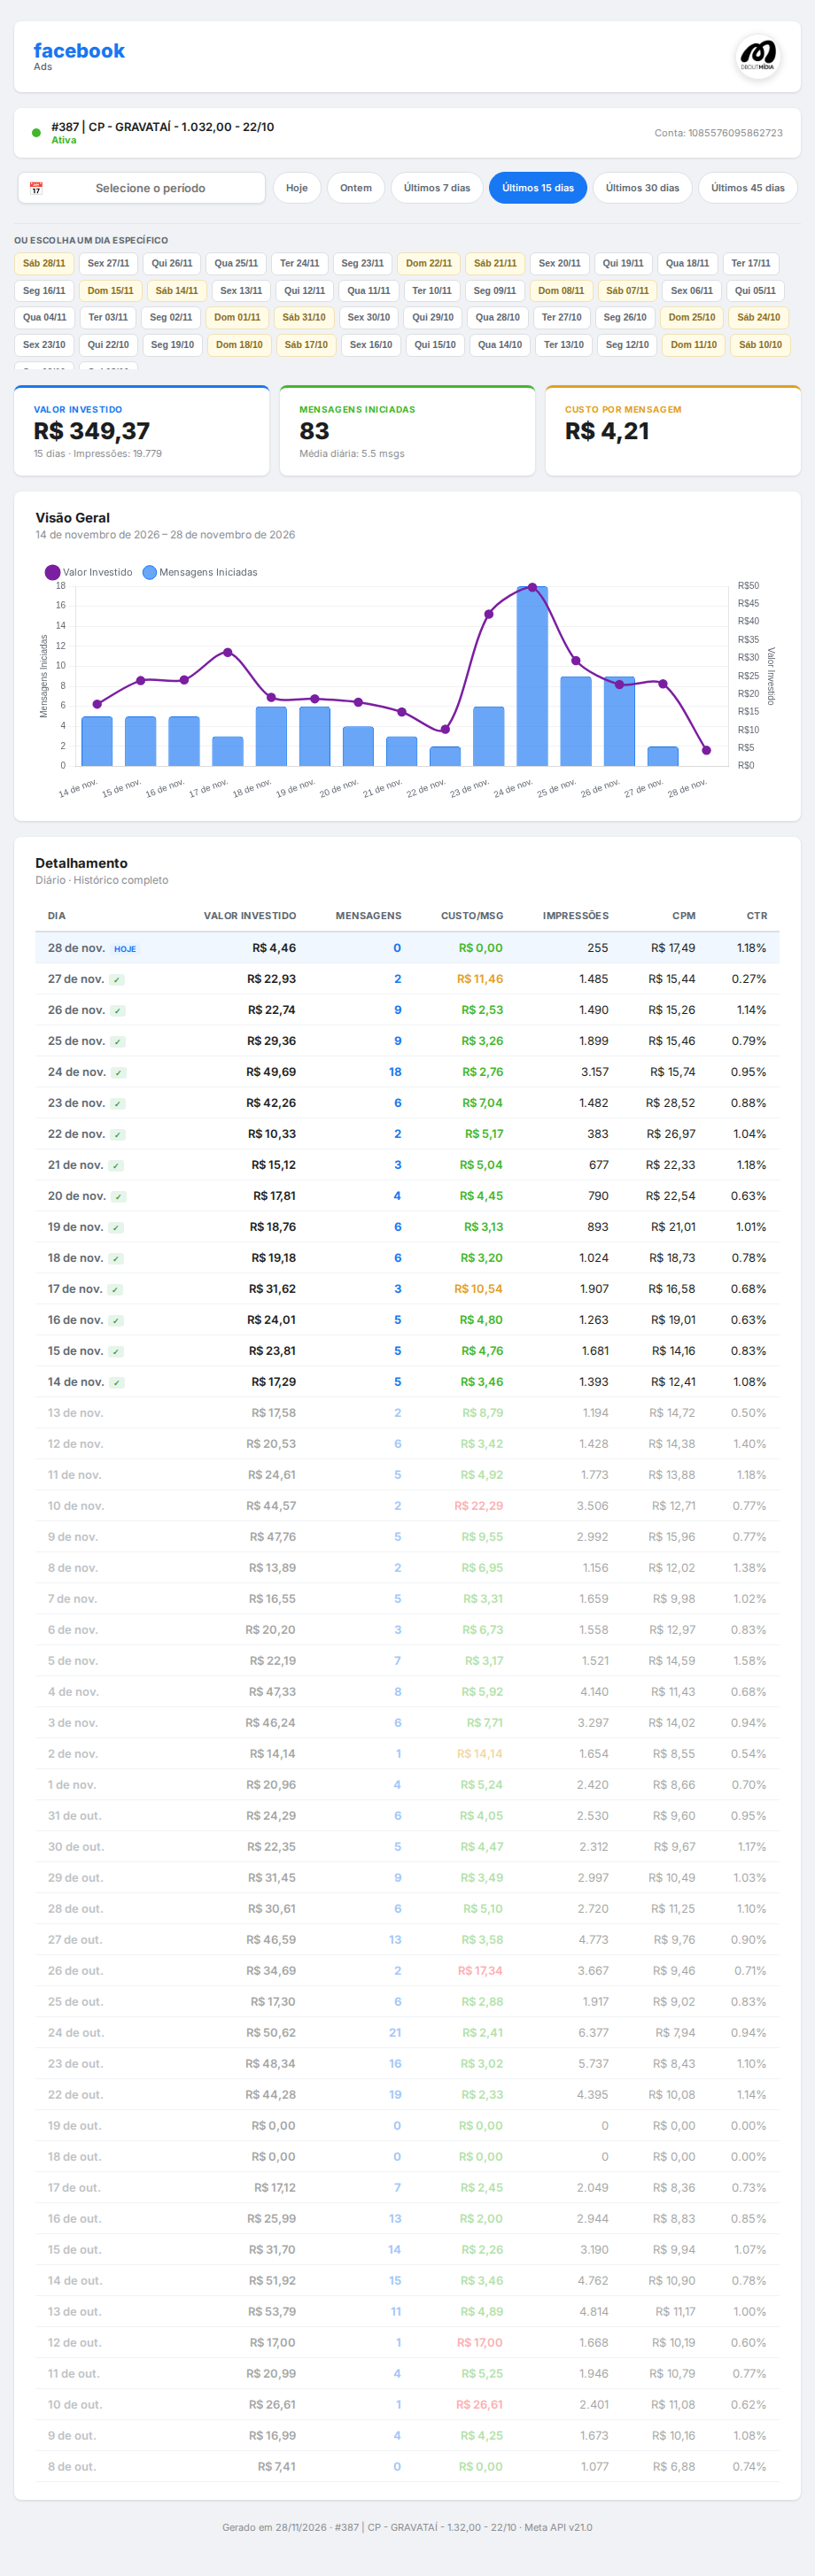 facebook
Ads
DBOUTMÍDIA
#387 | CP - GRAVATAÍ - 1.032,00 - 22/10
Ativa
Conta: 1085576095862723
Selecione o período
Hoje
Ontem
Últimos 7 dias
Últimos 15 dias
Últimos 30 dias
Últimos 45 dias
OU ESCOLHA UM DIA ESPECÍFICO
Sáb 28/11 Sex 27/11 Qui 26/11 Qua 25/11 Ter 24/11 Seg 23/11 Dom 22/11 Sáb 21/11 Sex 20/11 Qui 19/11 Qua 18/11 Ter 17/11
Seg 16/11 Dom 15/11 Sáb 14/11 Sex 13/11 Qui 12/11 Qua 11/11 Ter 10/11 Seg 09/11 Dom 08/11 Sáb 07/11 Sex 06/11 Qui 05/11
Qua 04/11 Ter 03/11 Seg 02/11 Dom 01/11 Sáb 31/10 Sex 30/10 Qui 29/10 Qua 28/10 Ter 27/10 Seg 26/10 Dom 25/10 Sáb 24/10
Sex 23/10 Qui 22/10 Seg 19/10 Dom 18/10 Sáb 17/10 Sex 16/10 Qui 15/10 Qua 14/10 Ter 13/10 Seg 12/10 Dom 11/10 Sáb 10/10
VALOR INVESTIDO
R$ 349,37
15 dias · Impressões: 19.779
MENSAGENS INICIADAS
83
Média diária: 5.5 msgs
CUSTO POR MENSAGEM
R$ 4,21
Visão Geral
14 de novembro de 2026 – 28 de novembro de 2026
Valor Investido
Mensagens Iniciadas
Mensagens Iniciadas
18
16
14
12
10
8
6
4
2
0
R$50
R$45
R$40
R$35
R$30
R$25
R$20
R$15
R$10
R$5
R$0
Valor Investido
14 de nov. 15 de nov. 16 de nov. 17 de nov. 18 de nov. 19 de nov. 20 de nov. 21 de nov. 22 de nov. 23 de nov. 24 de nov. 25 de nov. 26 de nov. 27 de nov. 28 de nov.
Detalhamento
Diário · Histórico completo
DIA VALOR INVESTIDO MENSAGENS CUSTO/MSG IMPRESSÕES CPM CTR
28 de nov. HOJE R$ 4,46 0 R$ 0,00 255 R$ 17,49 1.18%
27 de nov. ✓ R$ 22,93 2 R$ 11,46 1.485 R$ 15,44 0.27%
26 de nov. ✓ R$ 22,74 9 R$ 2,53 1.490 R$ 15,26 1.14%
25 de nov. ✓ R$ 29,36 9 R$ 3,26 1.899 R$ 15,46 0.79%
24 de nov. ✓ R$ 49,69 18 R$ 2,76 3.157 R$ 15,74 0.95%
23 de nov. ✓ R$ 42,26 6 R$ 7,04 1.482 R$ 28,52 0.88%
22 de nov. ✓ R$ 10,33 2 R$ 5,17 383 R$ 26,97 1.04%
21 de nov. ✓ R$ 15,12 3 R$ 5,04 677 R$ 22,33 1.18%
20 de nov. ✓ R$ 17,81 4 R$ 4,45 790 R$ 22,54 0.63%
19 de nov. ✓ R$ 18,76 6 R$ 3,13 893 R$ 21,01 1.01%
18 de nov. ✓ R$ 19,18 6 R$ 3,20 1.024 R$ 18,73 0.78%
17 de nov. ✓ R$ 31,62 3 R$ 10,54 1.907 R$ 16,58 0.68%
16 de nov. ✓ R$ 24,01 5 R$ 4,80 1.263 R$ 19,01 0.63%
15 de nov. ✓ R$ 23,81 5 R$ 4,76 1.681 R$ 14,16 0.83%
14 de nov. ✓ R$ 17,29 5 R$ 3,46 1.393 R$ 12,41 1.08%
13 de nov. R$ 17,58 2 R$ 8,79 1.194 R$ 14,72 0.50%
12 de nov. R$ 20,53 6 R$ 3,42 1.428 R$ 14,38 1.40%
11 de nov. R$ 24,61 5 R$ 4,92 1.773 R$ 13,88 1.18%
10 de nov. R$ 44,57 2 R$ 22,29 3.506 R$ 12,71 0.77%
9 de nov. R$ 47,76 5 R$ 9,55 2.992 R$ 15,96 0.77%
8 de nov. R$ 13,89 2 R$ 6,95 1.156 R$ 12,02 1.38%
7 de nov. R$ 16,55 5 R$ 3,31 1.659 R$ 9,98 1.02%
6 de nov. R$ 20,20 3 R$ 6,73 1.558 R$ 12,97 0.83%
5 de nov. R$ 22,19 7 R$ 3,17 1.521 R$ 14,59 1.58%
4 de nov. R$ 47,33 8 R$ 5,92 4.140 R$ 11,43 0.68%
3 de nov. R$ 46,24 6 R$ 7,71 3.297 R$ 14,02 0.94%
2 de nov. R$ 14,14 1 R$ 14,14 1.654 R$ 8,55 0.54%
1 de nov. R$ 20,96 4 R$ 5,24 2.420 R$ 8,66 0.70%
31 de out. R$ 24,29 6 R$ 4,05 2.530 R$ 9,60 0.95%
30 de out. R$ 22,35 5 R$ 4,47 2.312 R$ 9,67 1.17%
29 de out. R$ 31,45 9 R$ 3,49 2.997 R$ 10,49 1.03%
28 de out. R$ 30,61 6 R$ 5,10 2.720 R$ 11,25 1.10%
27 de out. R$ 46,59 13 R$ 3,58 4.773 R$ 9,76 0.90%
26 de out. R$ 34,69 2 R$ 17,34 3.667 R$ 9,46 0.71%
25 de out. R$ 17,30 6 R$ 2,88 1.917 R$ 9,02 0.83%
24 de out. R$ 50,62 21 R$ 2,41 6.377 R$ 7,94 0.94%
23 de out. R$ 48,34 16 R$ 3,02 5.737 R$ 8,43 1.10%
22 de out. R$ 44,28 19 R$ 2,33 4.395 R$ 10,08 1.14%
19 de out. R$ 0,00 0 R$ 0,00 0 R$ 0,00 0.00%
18 de out. R$ 0,00 0 R$ 0,00 0 R$ 0,00 0.00%
17 de out. R$ 17,12 7 R$ 2,45 2.049 R$ 8,36 0.73%
16 de out. R$ 25,99 13 R$ 2,00 2.944 R$ 8,83 0.85%
15 de out. R$ 31,70 14 R$ 2,26 3.190 R$ 9,94 1.07%
14 de out. R$ 51,92 15 R$ 3,46 4.762 R$ 10,90 0.78%
13 de out. R$ 53,79 11 R$ 4,89 4.814 R$ 11,17 1.00%
12 de out. R$ 17,00 1 R$ 17,00 1.668 R$ 10,19 0.60%
11 de out. R$ 20,99 4 R$ 5,25 1.946 R$ 10,79 0.77%
10 de out. R$ 26,61 1 R$ 26,61 2.401 R$ 11,08 0.62%
9 de out. R$ 16,99 4 R$ 4,25 1.673 R$ 10,16 1.08%
8 de out. R$ 7,41 0 R$ 0,00 1.077 R$ 6,88 0.74%
Gerado em 28/11/2026 · #387 | CP - GRAVATAÍ - 1.32,00 - 22/10 · Meta API v21.0